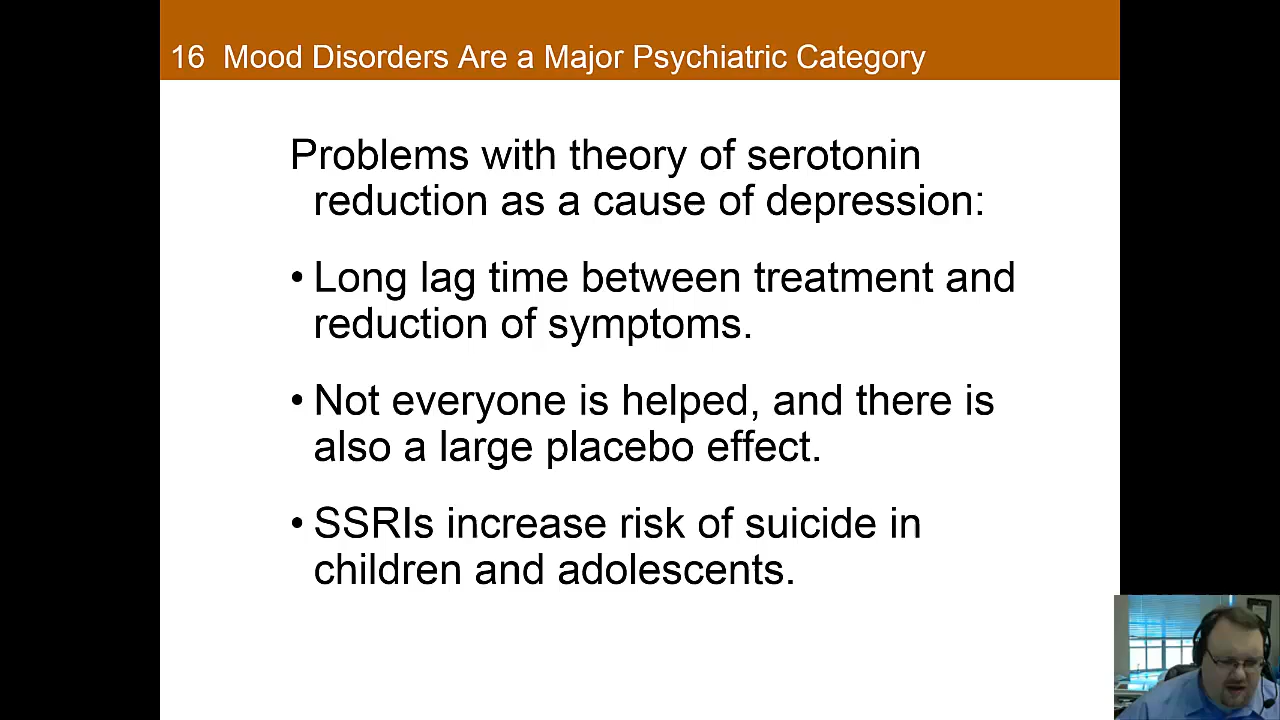 16 Mood Disorders Are a Major Psychiatric Category
Problems with theory of serotonin
reduction as a cause of depression:
• Long lag time between treatment and
reduction of symptoms.
• Not everyone is helped, and there is
also a large placebo effect.
• SSRIs increase risk of suicide in
children and adolescents.